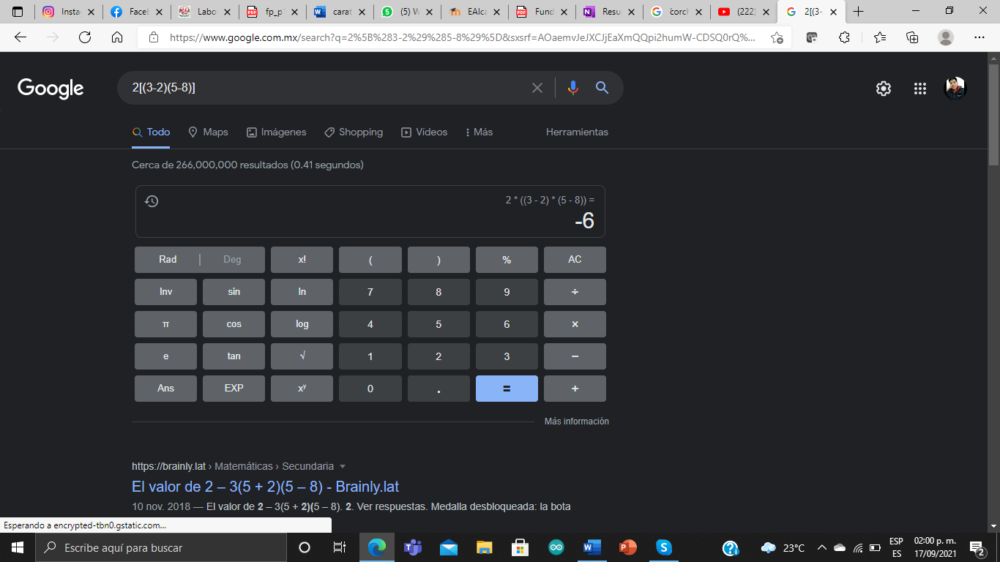 Insta
Faceb
Labo
fp_p
carat
(5) W
EAlca
Fund
Resu
corch
(222)
2[(3-
https://www.google.com.mx/search?q=2%5B%283-2%29%285-8%29%5D&sxsrf=AOaemvJeJXCJjEaXmQQpi2humW-CDSQ0rQ%...
Google
2[(3-2)(5-8)]
Todo
Maps
Imágenes
Shopping
Vídeos
Más
Herramientas
Cerca de 266,000,000 resultados (0.41 segundos)
2 * ((3 - 2) * (5 - 8)) =
-6
Rad | Deg x! ( ) % AC
Inv sin ln 7 8 9 ÷
π cos log 4 5 6 ×
e tan √ 1 2 3 −
Ans EXP xʸ 0 . = +
Más información
https://brainly.lat › Matemáticas › Secundaria
El valor de 2 – 3(5 + 2)(5 – 8) - Brainly.lat
10 nov. 2018 — El valor de 2 – 3(5 + 2)(5 – 8). 2. Ver respuestas. Medalla desbloqueada: la bota
Esperando a encrypted-tbn0.gstatic.com...
Escribe aquí para buscar
23°C
ESP
ES
02:00 p. m.
17/09/2021
2